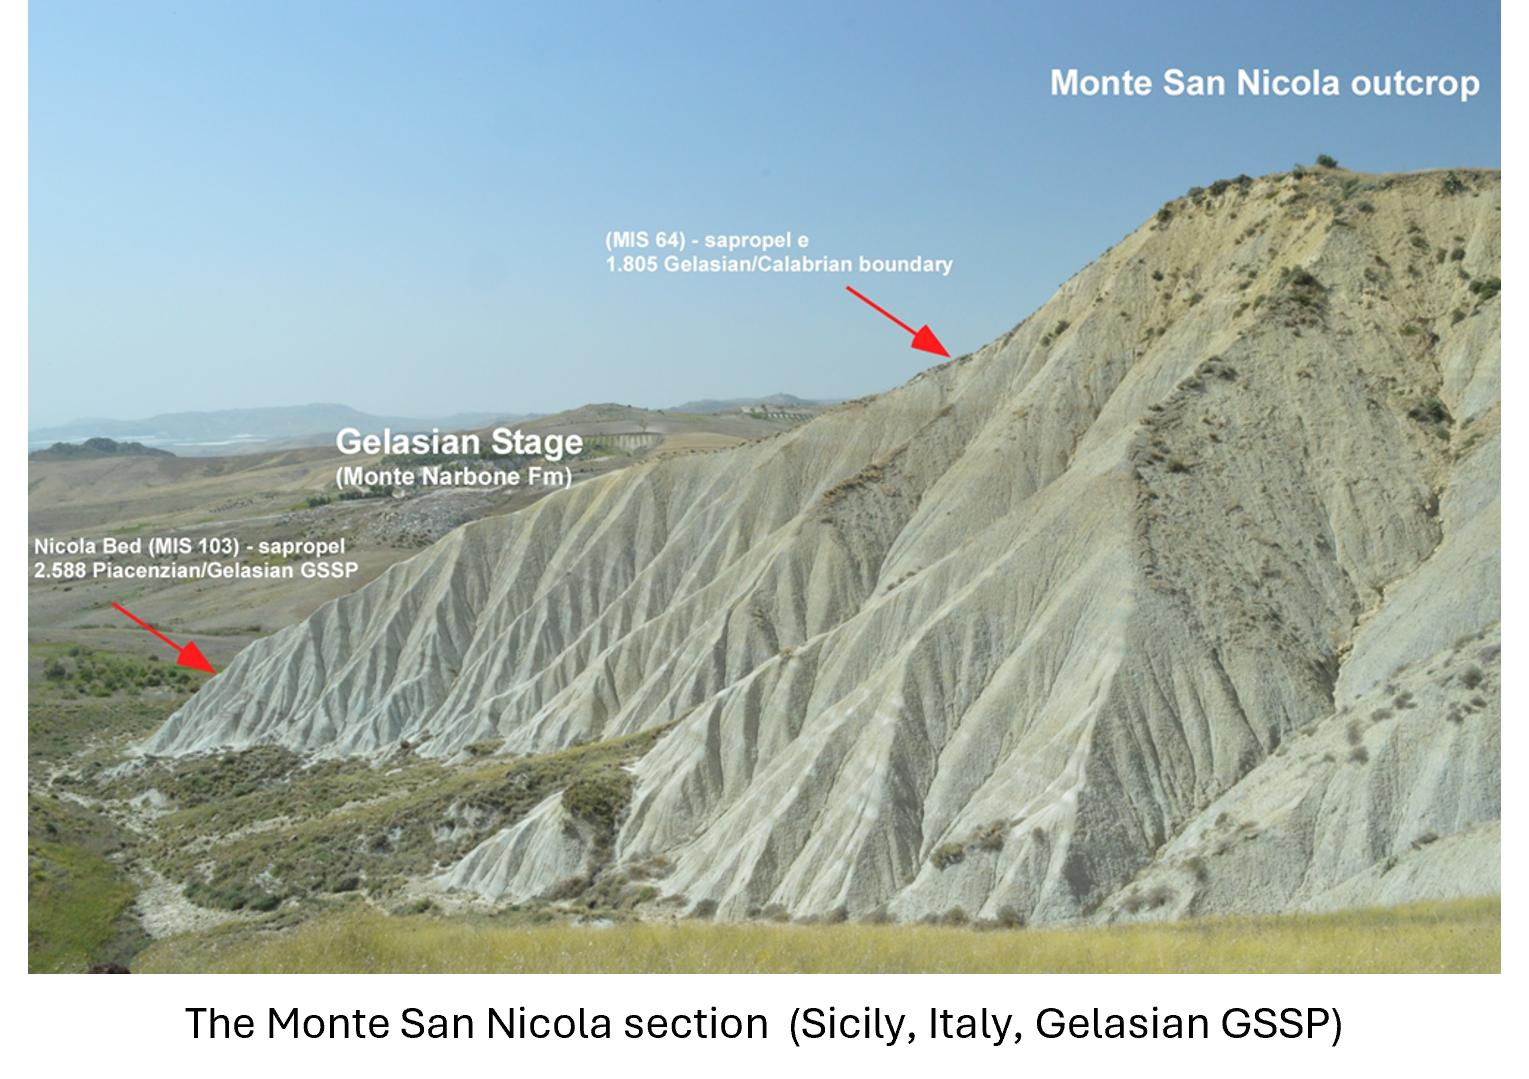 Monte San Nicola outcrop
(MIS 64) - sapropel e
1.805 Gelasian/Calabrian boundary
Gelasian Stage
(Monte Narbone Fm)
Nicola Bed (MIS 103) - sapropel
2.588 Piacenzian/Gelasian GSSP
The Monte San Nicola section (Sicily, Italy, Gelasian GSSP)